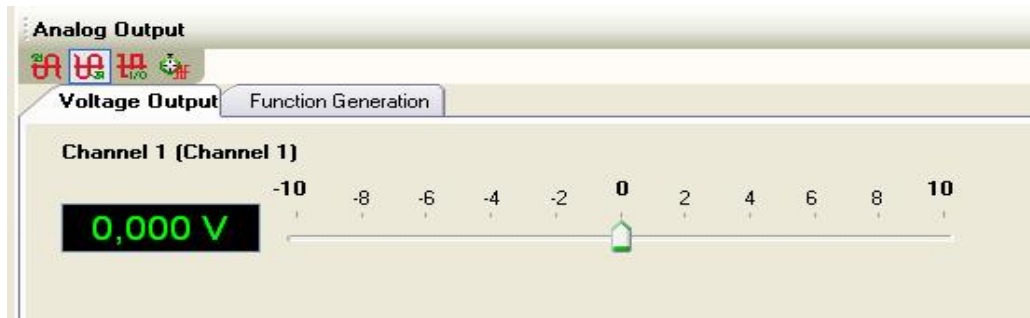 Analog Output
I/O
Voltage Output Function Generation
Channel 1 (Channel 1)
-10 -8 -6 -4 -2 0 2 4 6 8 10
0,000 V